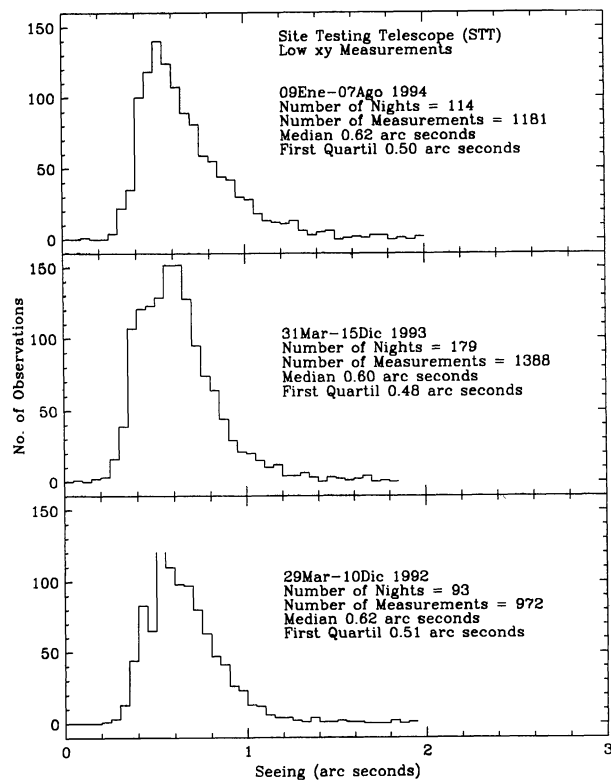 Site Testing Telescope (STT)
Low xy Measurements
09Ene-07Ago 1994
Number of Nights = 114
Number of Measurements = 1181
Median 0.62 arc seconds
First Quartil 0.50 arc seconds
150
100
50
0
31Mar-15Dic 1993
Number of Nights = 179
Number of Measurements = 1388
Median 0.60 arc seconds
First Quartil 0.48 arc seconds
150
100
50
0
No. of Observations
29Mar-10Dic 1992
Number of Nights = 93
Number of Measurements = 972
Median 0.62 arc seconds
First Quartil 0.51 arc seconds
150
100
50
0
0 1 2 3
Seeing (arc seconds)